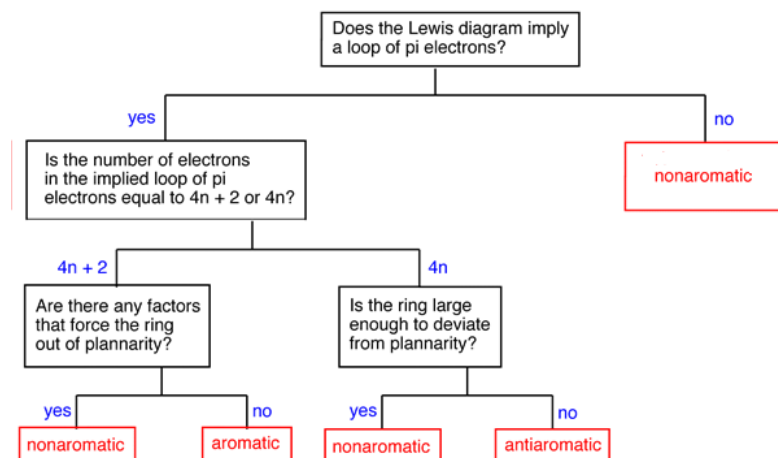 Does the Lewis diagram imply
a loop of pi electrons?
yes
no
Is the number of electrons
in the implied loop of pi
electrons equal to 4n + 2 or 4n?
nonaromatic
4n + 2
4n
Are there any factors
that force the ring
out of plannarity?
Is the ring large
enough to deviate
from plannarity?
yes
no
yes
no
nonaromatic
aromatic
nonaromatic
antiaromatic